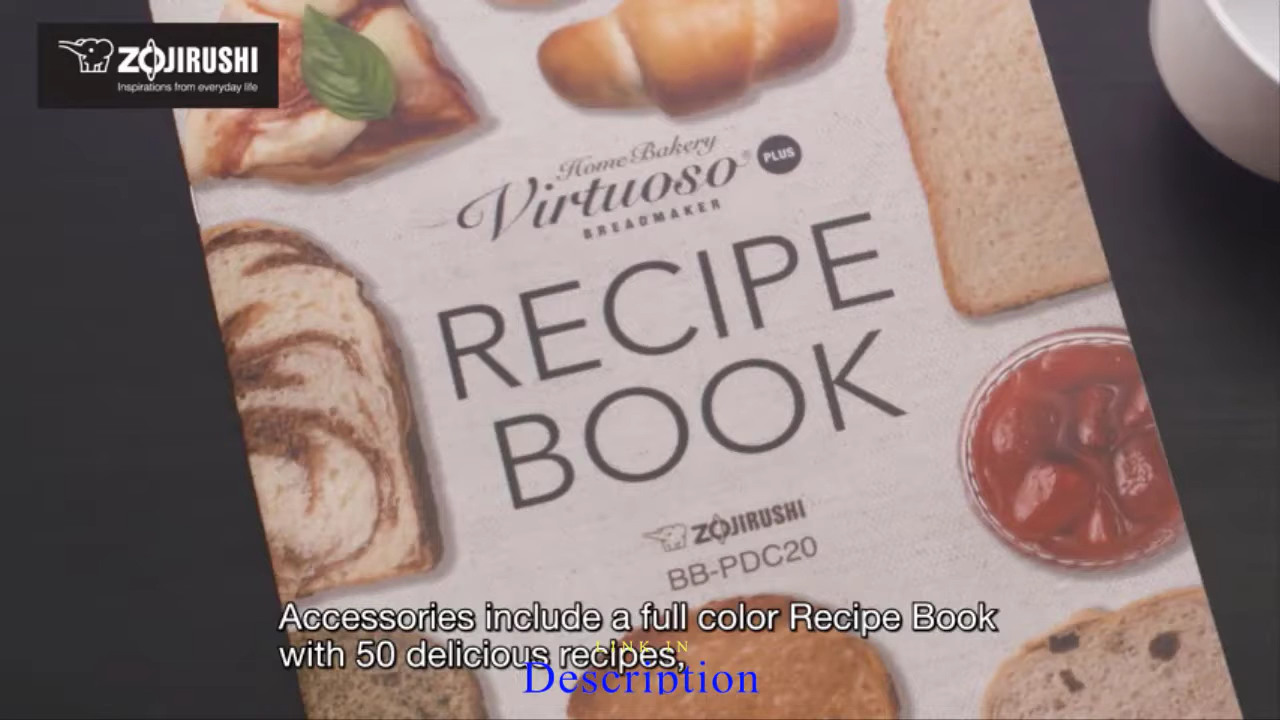 ZOJIRUSHI
Inspirations from everyday life
Home Bakery
Virtuoso® PLUS
BREADMAKER
RECIPE
BOOK
ZOJIRUSHI
BB-PDC20
Accessories include a full color Recipe Book
with 50 delicious recipes,
LINK IN
Description